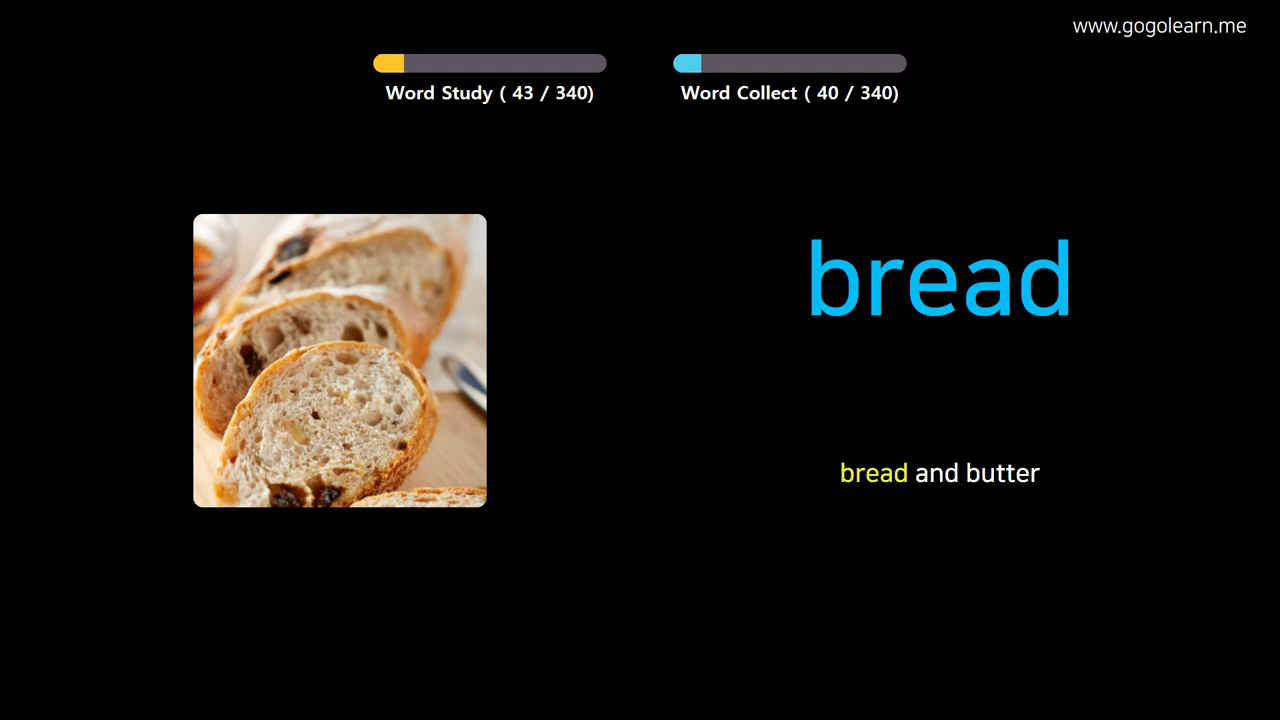 www.gogolearn.me
Word Study ( 43 / 340)
Word Collect ( 40 / 340)
bread
bread and butter